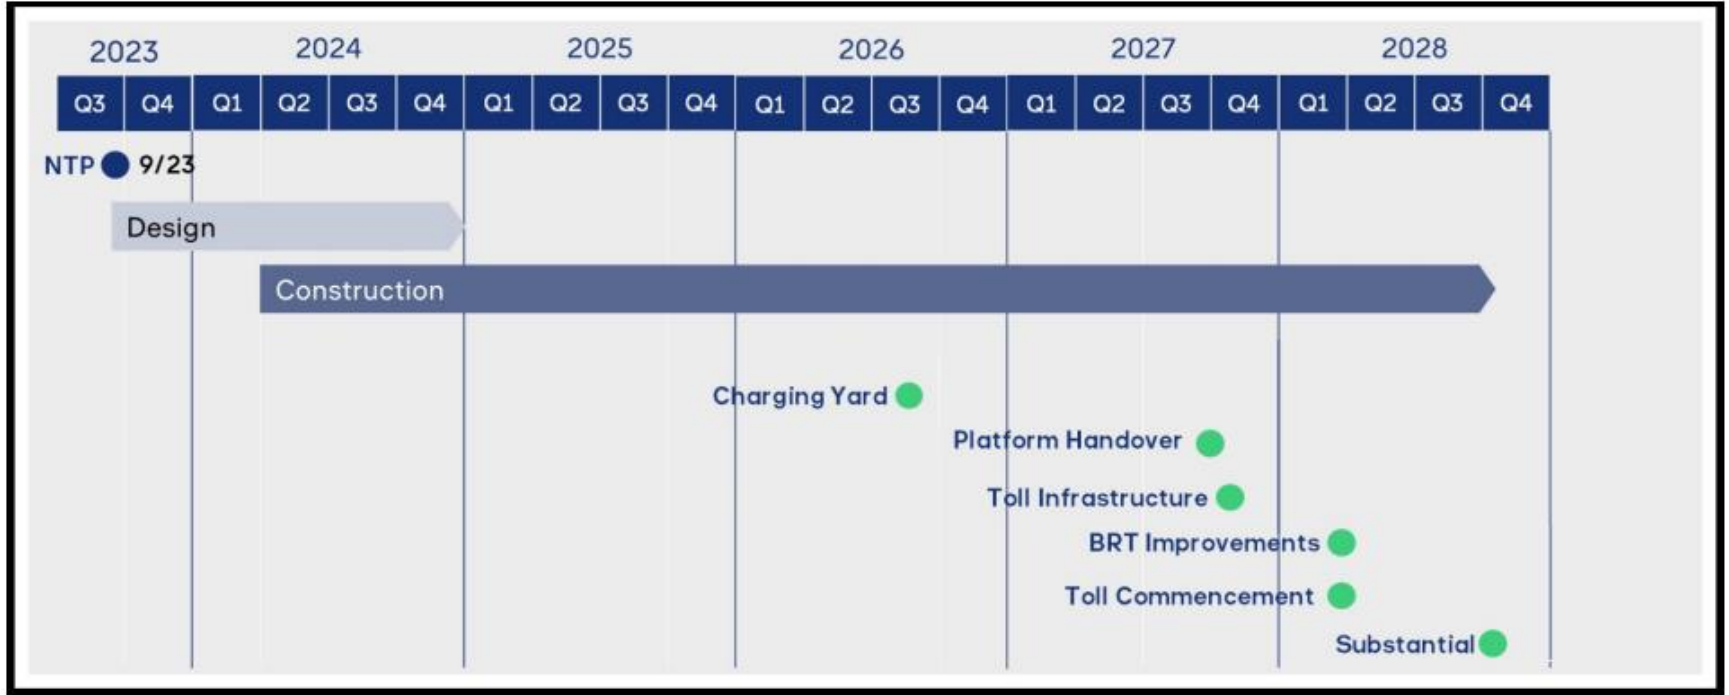 2023 2024 2025 2026 2027 2028
Q3 Q4 Q1 Q2 Q3 Q4 Q1 Q2 Q3 Q4 Q1 Q2 Q3 Q4 Q1 Q2 Q3 Q4 Q1 Q2 Q3 Q4
NTP 9/23
Design
Construction
Charging Yard
Platform Handover
Toll Infrastructure
BRT Improvements
Toll Commencement
Substantial